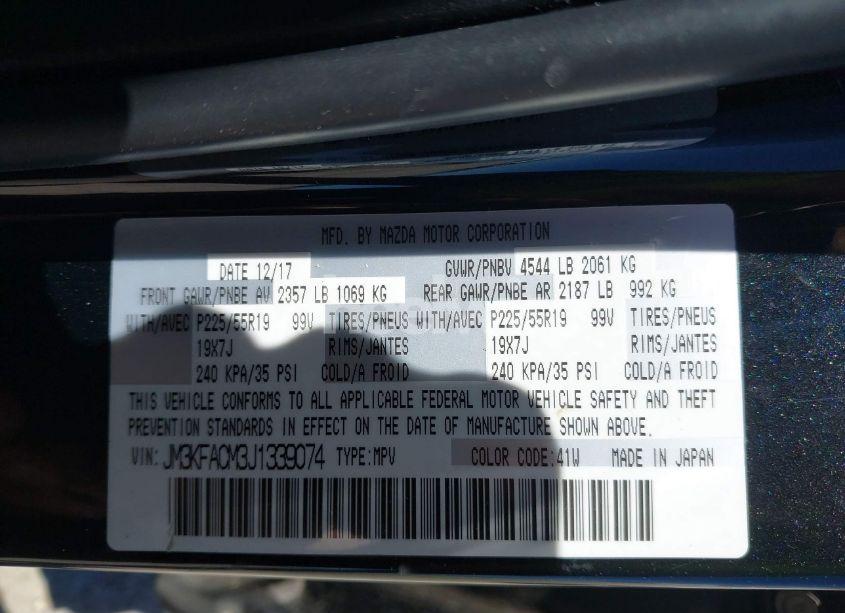 MFD. BY MAZDA MOTOR CORPORATION
DATE 12/17 GVWR/PNBV 4544 LB 2061 KG
FRONT GAWR/PNBE AV 2357 LB 1069 KG REAR GAWR/PNBE AR 2187 LB 992 KG
WITH/AVEC P225/55R19 99V TIRES/PNEUS WITH/AVEC P225/55R19 99V TIRES/PNEUS
19X7J RIMS/JANTES 19X7J RIMS/JANTES
240 KPA/35 PSI COLD/A FROID 240 KPA/35 PSI COLD/A FROID
THIS VEHICLE CONFORMS TO ALL APPLICABLE FEDERAL MOTOR VEHICLE SAFETY AND THEFT
PREVENTION STANDARDS IN EFFECT ON THE DATE OF MANUFACTURE SHOWN ABOVE.
VIN: JM3KFACM3J1339074 TYPE:MPV COLOR CODE:41W MADE IN JAPAN